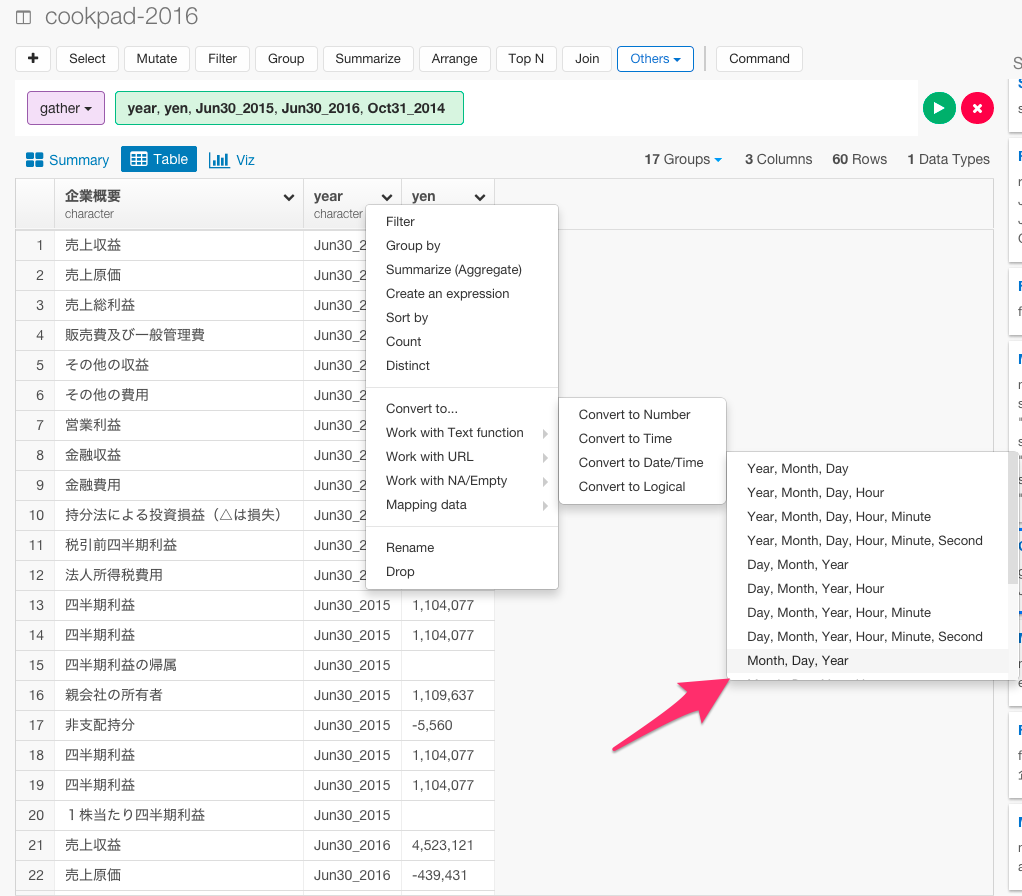 cookpad-2016
+ Select Mutate Filter Group Summarize Arrange Top N Join Others Command
gather year, yen, Jun30_2015, Jun30_2016, Oct31_2014
Summary Table Viz 17 Groups 3 Columns 60 Rows 1 Data Types
企業概要 year yen
character character
1 売上収益 Jun30_2
2 売上原価 Jun30_2
3 売上総利益 Jun30_2
4 販売費及び一般管理費 Jun30_2
5 その他の収益 Jun30_2
6 その他の費用 Jun30_2
7 営業利益 Jun30_2
8 金融収益 Jun30_2
9 金融費用 Jun30_2
10 持分法による投資損益（△は損失） Jun30_2
11 税引前四半期利益 Jun30_2
12 法人所得税費用 Jun30_2
13 四半期利益 Jun30_2015 1,104,077
14 四半期利益 Jun30_2015 1,104,077
15 四半期利益の帰属 Jun30_2015
16 親会社の所有者 Jun30_2015 1,109,637
17 非支配持分 Jun30_2015 -5,560
18 四半期利益 Jun30_2015 1,104,077
19 四半期利益 Jun30_2015 1,104,077
20 １株当たり四半期利益 Jun30_2015
21 売上収益 Jun30_2016 4,523,121
22 売上原価 Jun30_2016 -439,431
Filter
Group by
Summarize (Aggregate)
Create an expression
Sort by
Count
Distinct
Convert to...
Work with Text function
Work with URL
Work with NA/Empty
Mapping data
Rename
Drop
Convert to Number
Convert to Time
Convert to Date/Time
Convert to Logical
Year, Month, Day
Year, Month, Day, Hour
Year, Month, Day, Hour, Minute
Year, Month, Day, Hour, Minute, Second
Day, Month, Year
Day, Month, Year, Hour
Day, Month, Year, Hour, Minute
Day, Month, Year, Hour, Minute, Second
Month, Day, Year